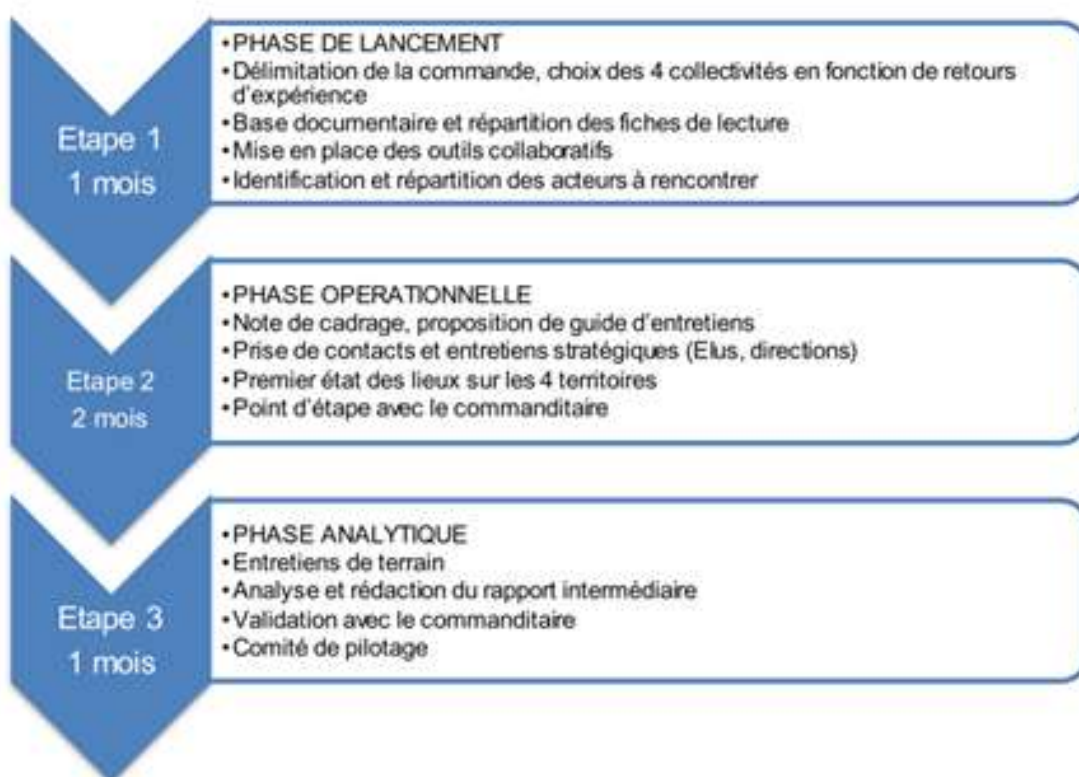 Etape 1
1 mois
•PHASE DE LANCEMENT
•Délimitation de la commande, choix des 4 collectivités en fonction de retours
d'expérience
•Base documentaire et répartition des fiches de lecture
•Mise en place des outils collaboratifs
•Identification et répartition des acteurs à rencontrer
Etape 2
2 mois
•PHASE OPERATIONNELLE
•Note de cadrage, proposition de guide d'entretiens
•Prise de contacts et entretiens stratégiques (Elus, directions)
•Premier état des lieux sur les 4 territoires
•Point d'étape avec le commanditaire
Etape 3
1 mois
•PHASE ANALYTIQUE
•Entretiens de terrain
•Analyse et rédaction du rapport intermédiaire
•Validation avec le commanditaire
•Comité de pilotage